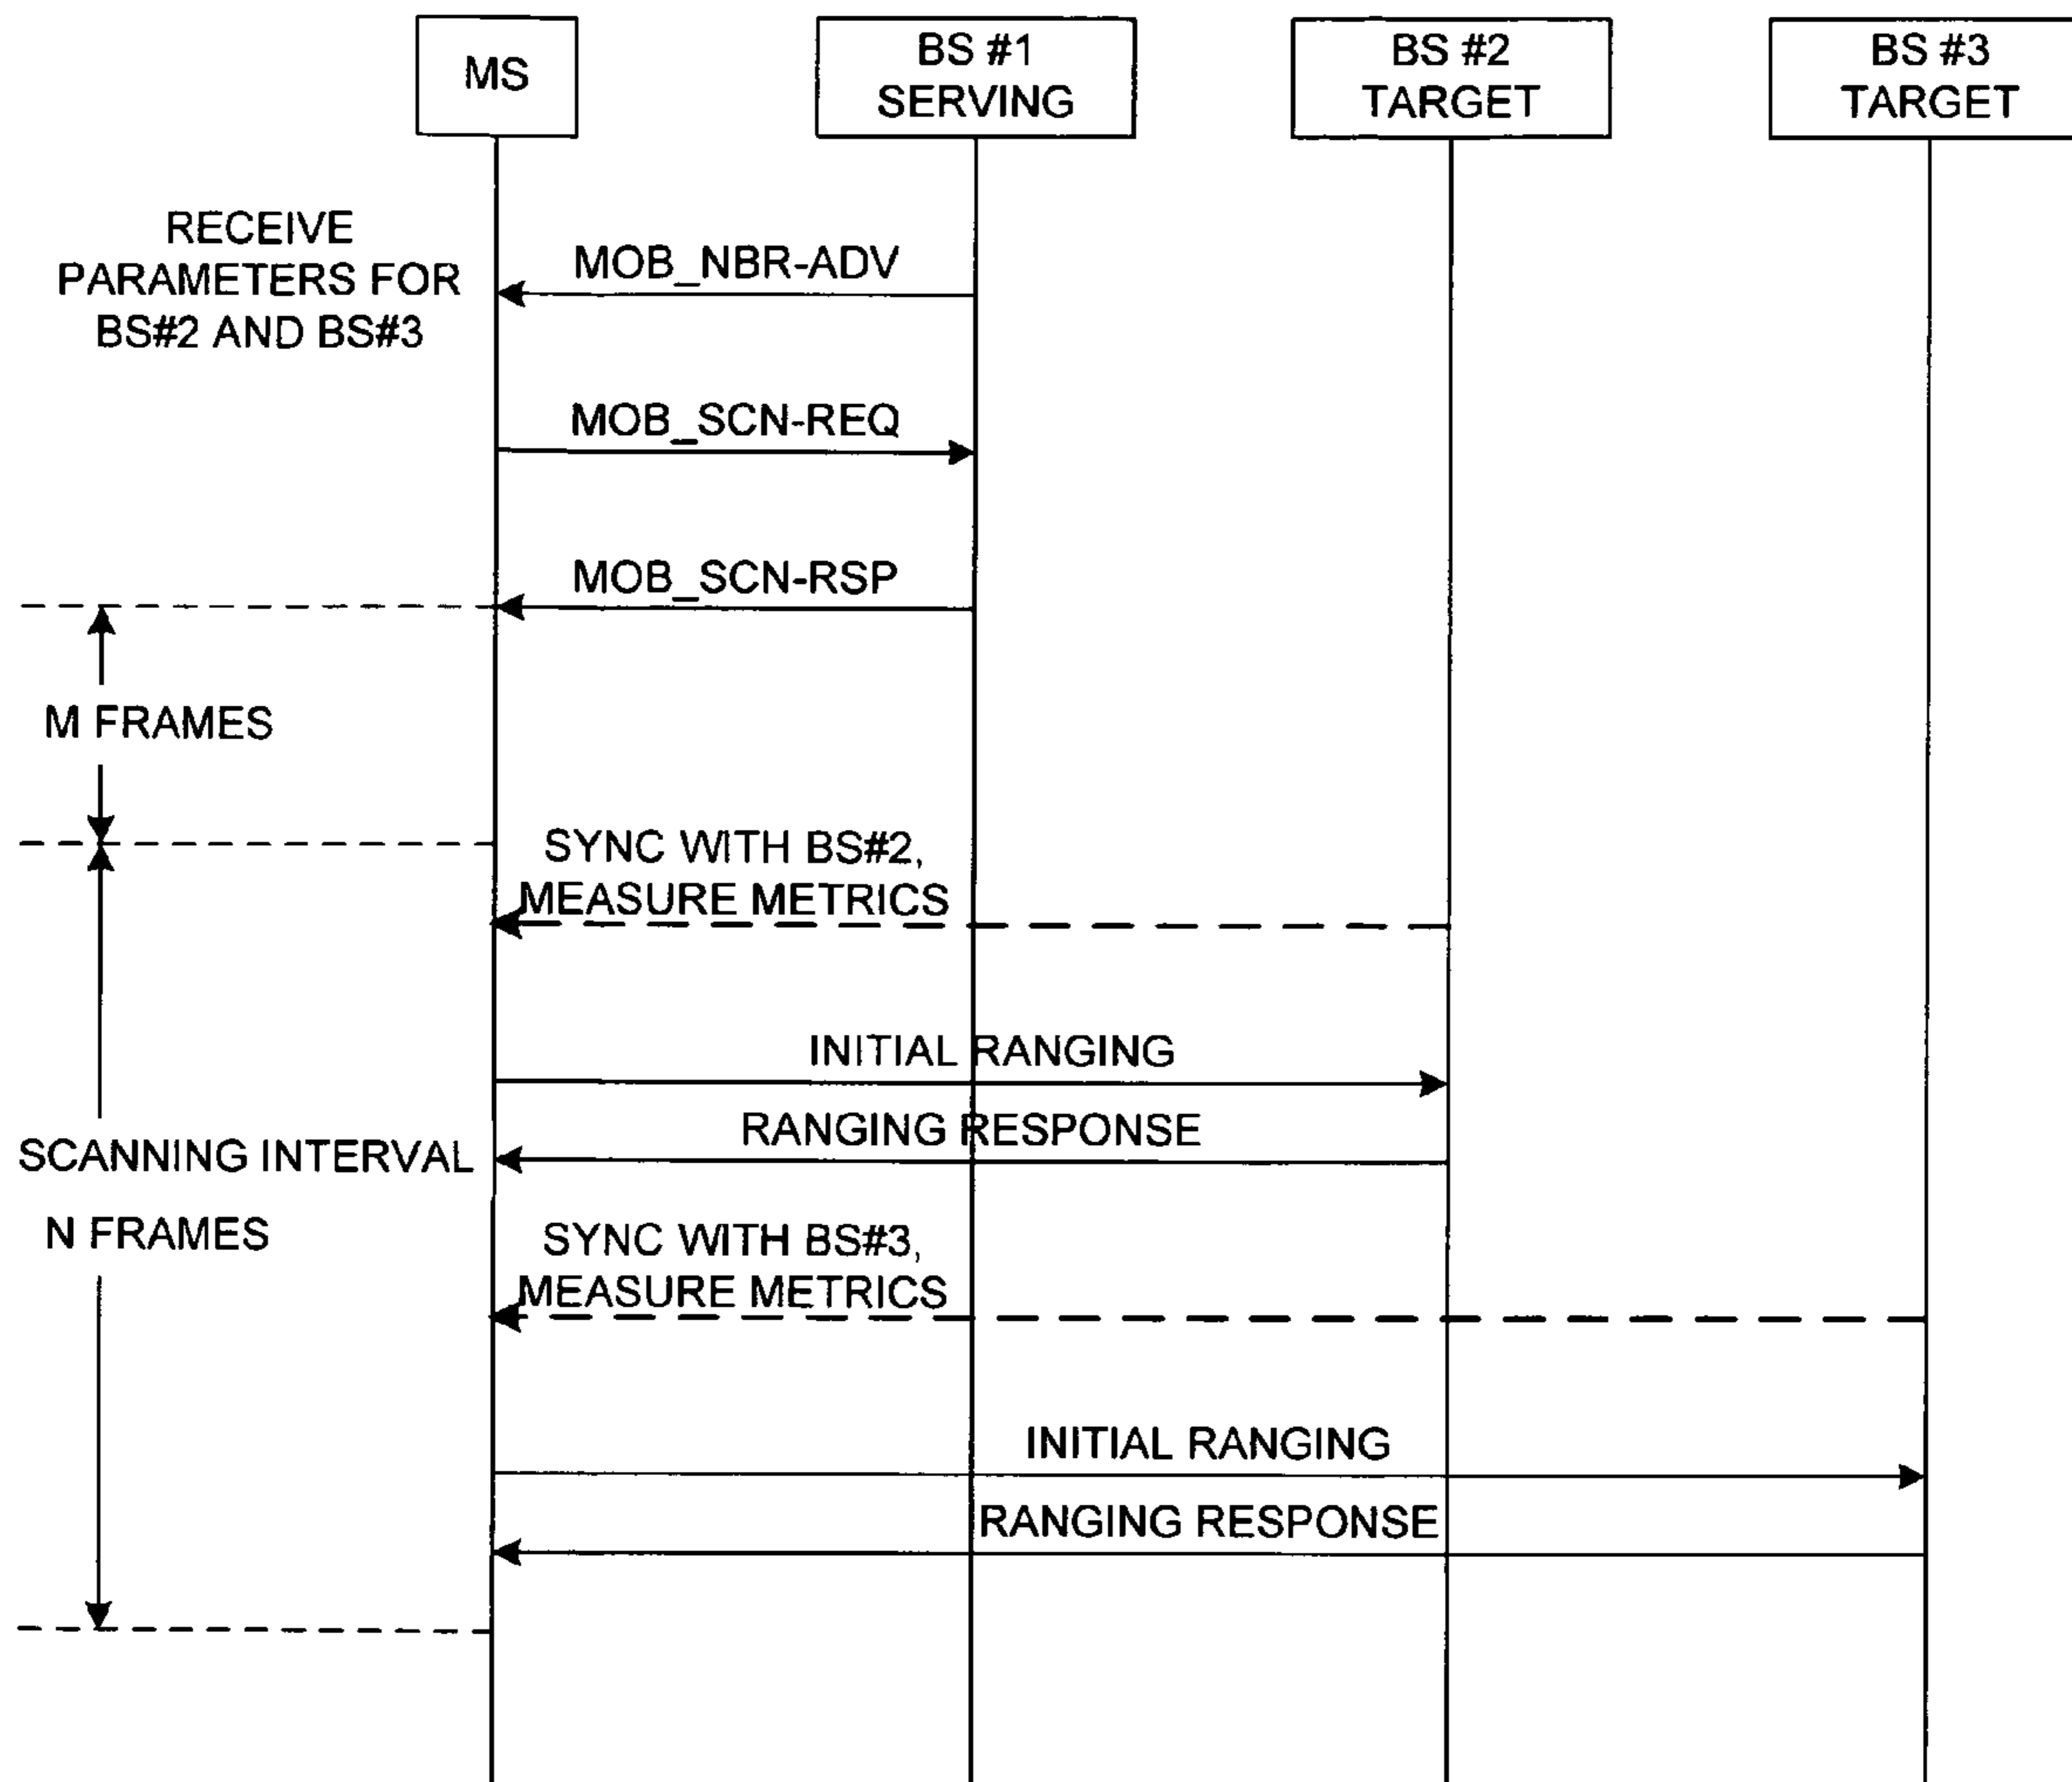 MS
BS #1
SERVING
BS #2
TARGET
BS #3
TARGET
RECEIVE
PARAMETERS FOR
BS#2 AND BS#3
MOB_NBR-ADV
MOB_SCN-REQ
MOB_SCN-RSP
M FRAMES
SYNC WITH BS#2,
MEASURE METRICS
INITIAL RANGING
RANGING RESPONSE
SCANNING INTERVAL
N FRAMES
SYNC WITH BS#3,
MEASURE METRICS
INITIAL RANGING
RANGING RESPONSE